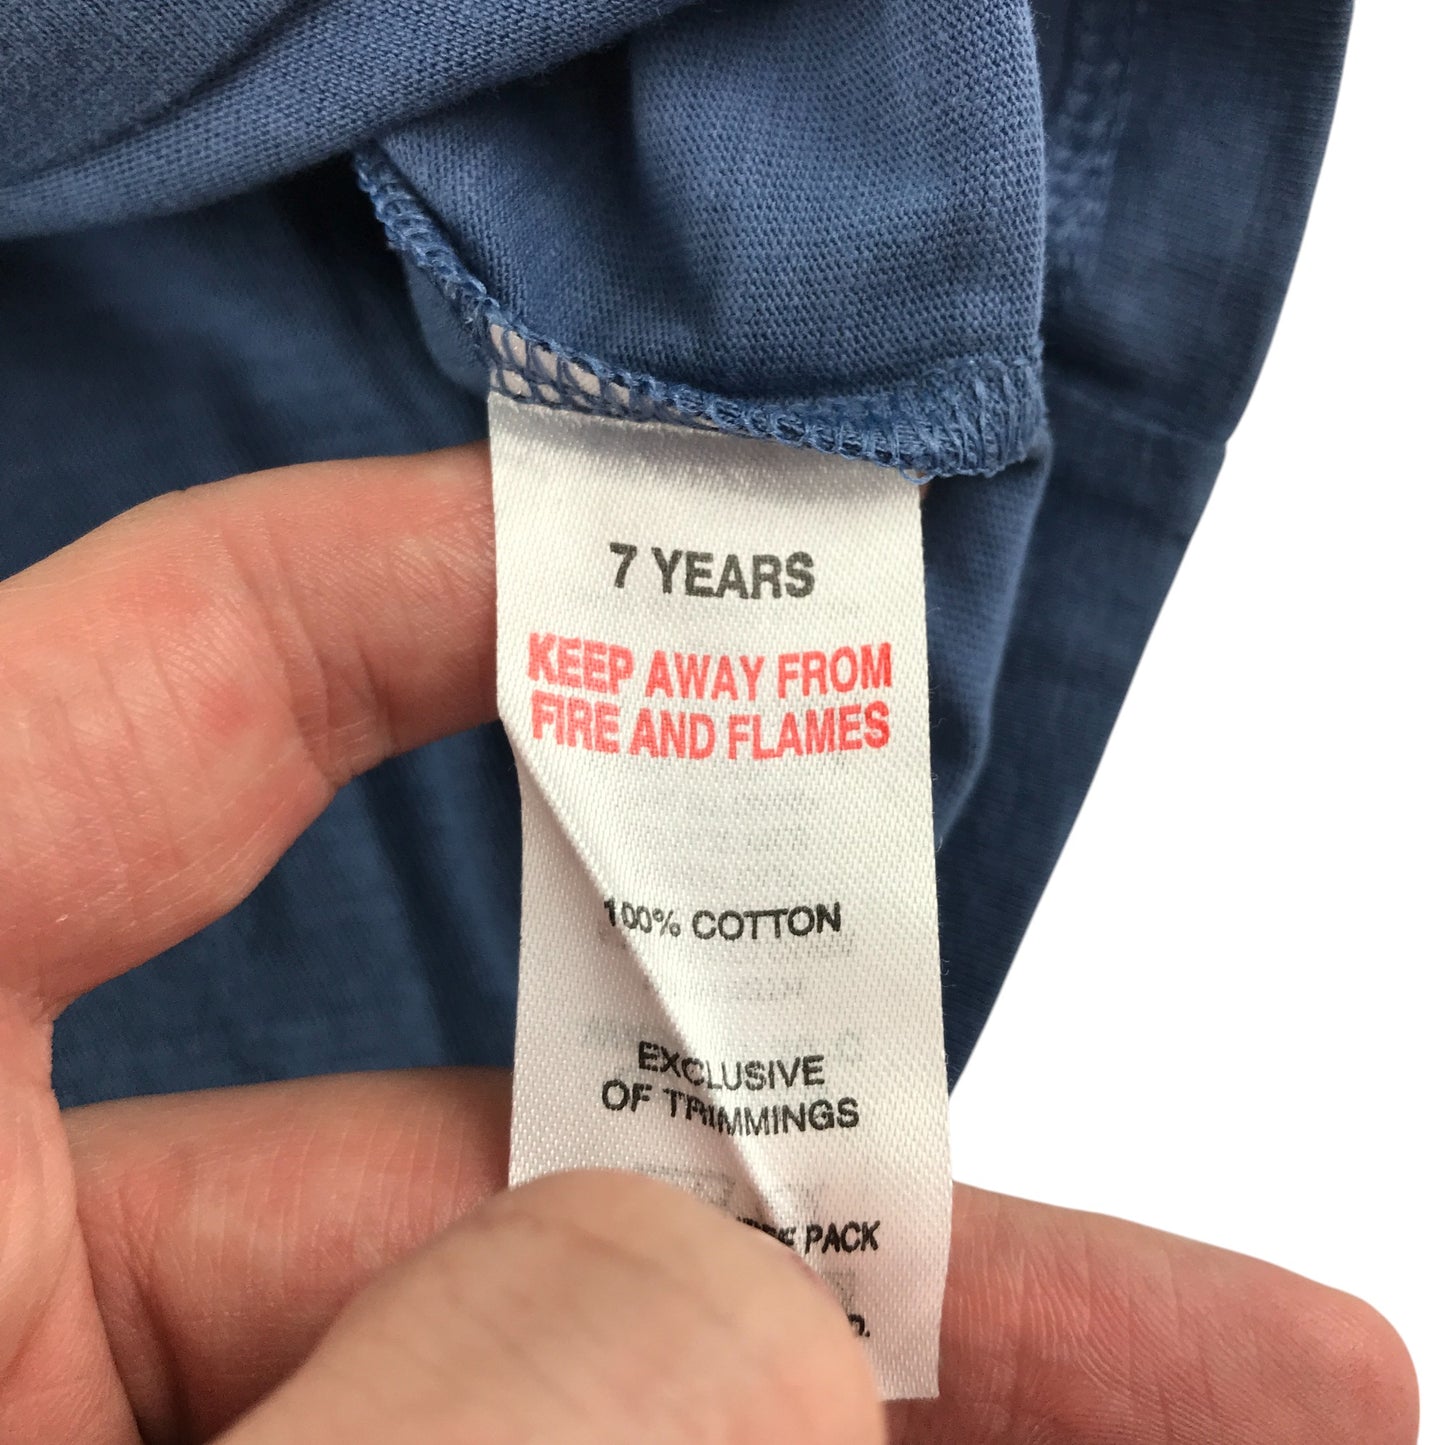 7 YEARS
KEEP AWAY FROM
FIRE AND FLAMES
100% COTTON
EXCLUSIVE
OF TRIMMINGS
PACK